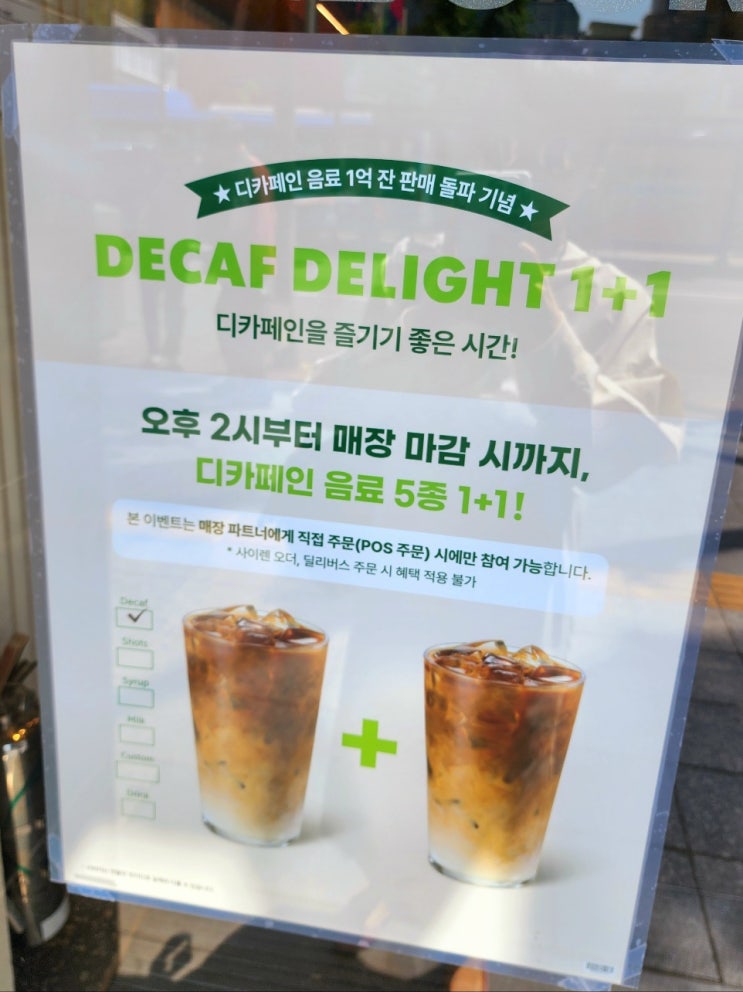 ★ 디카페인 음료 1억 잔 판매 돌파 기념 ★
DECAF DELIGHT 1+1
디카페인을 즐기기 좋은 시간!
오후 2시부터 매장 마감 시까지,
디카페인 음료 5종 1+1!
본 이벤트는 매장 파트너에게 직접 주문(POS 주문) 시에만 참여 가능합니다.
* 사이렌 오더, 딜리버스 주문 시 혜택 적용 불가
Decaf
Shots
Syrup
Milk
Custom
Drink
+